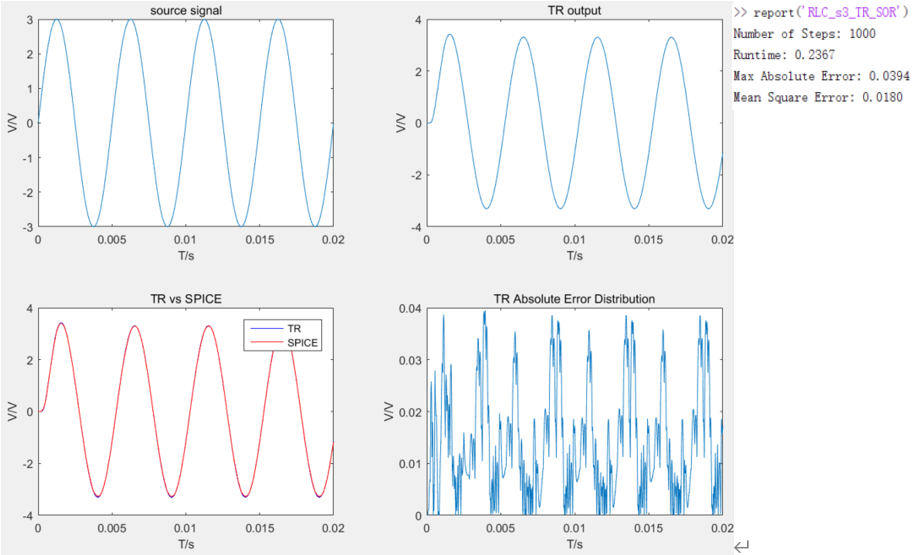 source signal
3
2
1
0
-1
-2
-3
V/V
0
0.005
0.01
0.015
0.02
T/s
TR output
4
2
0
-2
-4
V/V
0
0.005
0.01
0.015
0.02
T/s
>> report('RLC_s3_TR_SOR')
Number of Steps: 1000
Runtime: 0.2367
Max Absolute Error: 0.0394
Mean Square Error: 0.0180
TR vs SPICE
4
2
0
-2
-4
V/V
TR
SPICE
0
0.005
0.01
0.015
0.02
T/s
TR Absolute Error Distribution
0.04
0.03
0.02
0.01
0
V/V
0
0.005
0.01
0.015
0.02
T/s